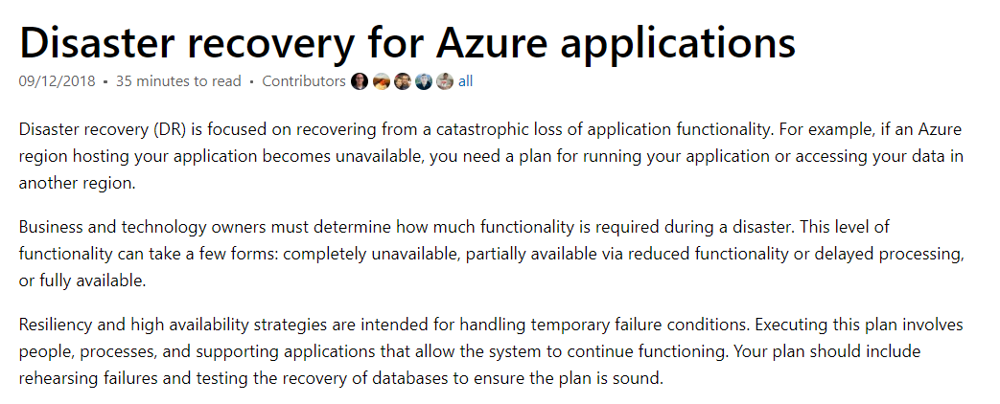 Disaster recovery for Azure applications
09/12/2018 • 35 minutes to read • Contributors all
Disaster recovery (DR) is focused on recovering from a catastrophic loss of application functionality. For example, if an Azure
region hosting your application becomes unavailable, you need a plan for running your application or accessing your data in
another region.
Business and technology owners must determine how much functionality is required during a disaster. This level of
functionality can take a few forms: completely unavailable, partially available via reduced functionality or delayed processing,
or fully available.
Resiliency and high availability strategies are intended for handling temporary failure conditions. Executing this plan involves
people, processes, and supporting applications that allow the system to continue functioning. Your plan should include
rehearsing failures and testing the recovery of databases to ensure the plan is sound.